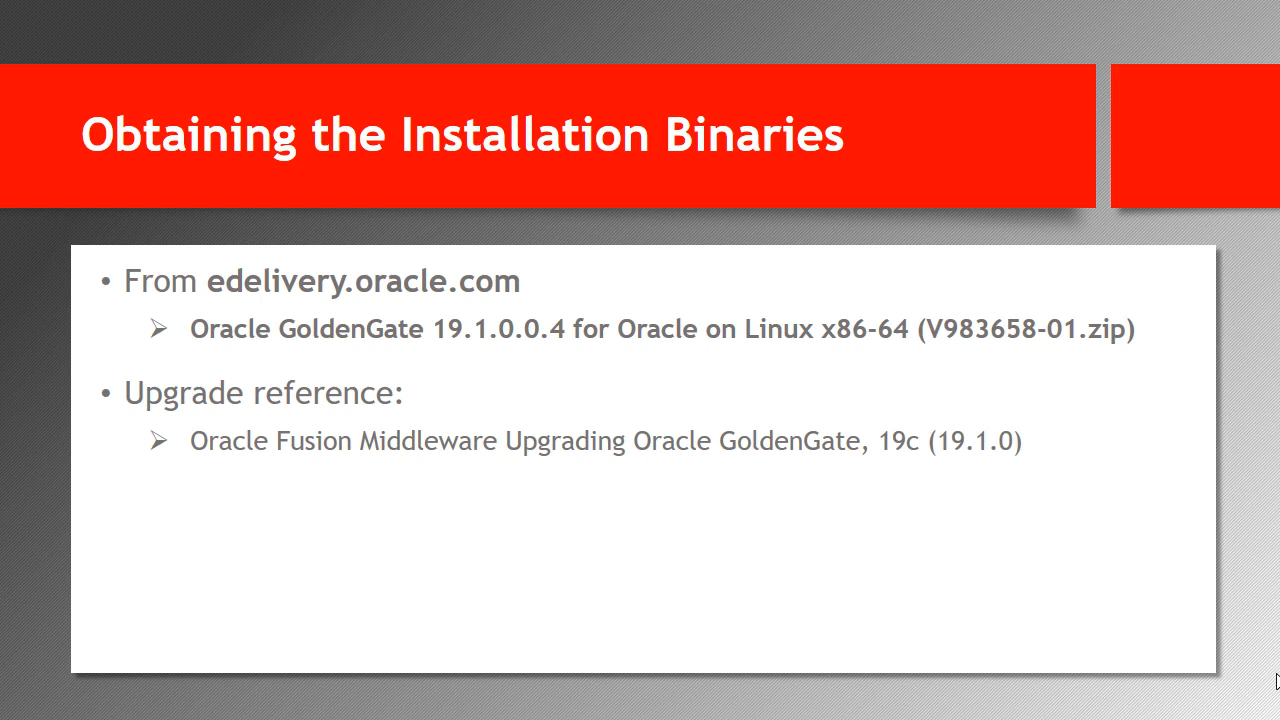 Obtaining the Installation Binaries
• From edelivery.oracle.com
➢ Oracle GoldenGate 19.1.0.0.4 for Oracle on Linux x86-64 (V983658-01.zip)
• Upgrade reference:
➢ Oracle Fusion Middleware Upgrading Oracle GoldenGate, 19c (19.1.0)